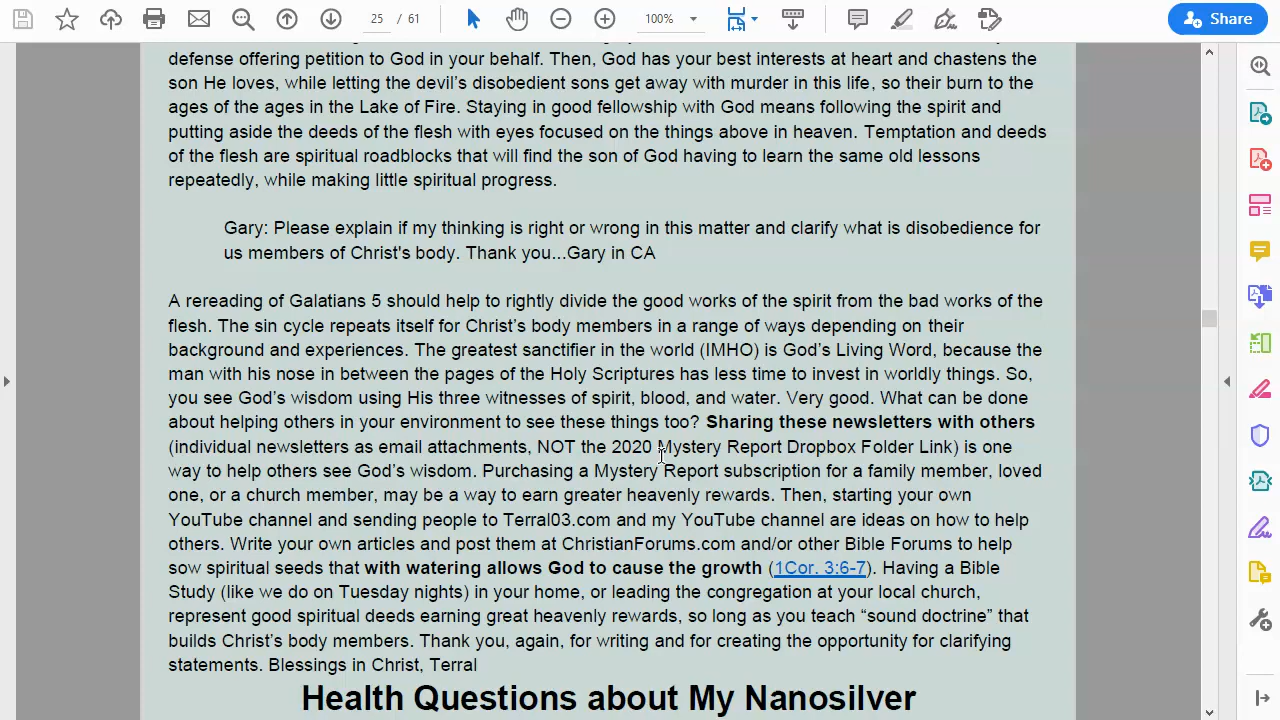 25 / 61
100%
Share
defense offering petition to God in your behalf. Then, God has your best interests at heart and chastens the
son He loves, while letting the devil’s disobedient sons get away with murder in this life, so their burn to the
ages of the ages in the Lake of Fire. Staying in good fellowship with God means following the spirit and
putting aside the deeds of the flesh with eyes focused on the things above in heaven. Temptation and deeds
of the flesh are spiritual roadblocks that will find the son of God having to learn the same old lessons
repeatedly, while making little spiritual progress.
Gary: Please explain if my thinking is right or wrong in this matter and clarify what is disobedience for
us members of Christ's body. Thank you...Gary in CA
A rereading of Galatians 5 should help to rightly divide the good works of the spirit from the bad works of the
flesh. The sin cycle repeats itself for Christ’s body members in a range of ways depending on their
background and experiences. The greatest sanctifier in the world (IMHO) is God’s Living Word, because the
man with his nose in between the pages of the Holy Scriptures has less time to invest in worldly things. So,
you see God’s wisdom using His three witnesses of spirit, blood, and water. Very good. What can be done
about helping others in your environment to see these things too? Sharing these newsletters with others
(individual newsletters as email attachments, NOT the 2020 Mystery Report Dropbox Folder Link) is one
way to help others see God’s wisdom. Purchasing a Mystery Report subscription for a family member, loved
one, or a church member, may be a way to earn greater heavenly rewards. Then, starting your own
YouTube channel and sending people to Terral03.com and my YouTube channel are ideas on how to help
others. Write your own articles and post them at ChristianForums.com and/or other Bible Forums to help
sow spiritual seeds that with watering allows God to cause the growth (1Cor. 3:6-7). Having a Bible
Study (like we do on Tuesday nights) in your home, or leading the congregation at your local church,
represent good spiritual deeds earning great heavenly rewards, so long as you teach “sound doctrine” that
builds Christ’s body members. Thank you, again, for writing and for creating the opportunity for clarifying
statements. Blessings in Christ, Terral
Health Questions about My Nanosilver